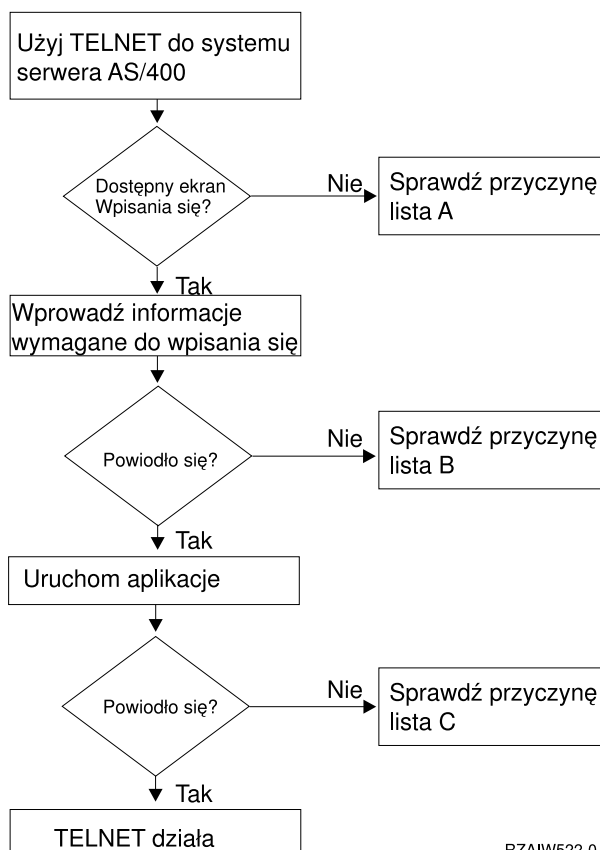 Użyj TELNET do systemu
serwera AS/400
Dostępny ekran
Wpisania się?
Nie
Sprawdź przyczynę
lista A
Tak
Wprowadź informacje
wymagane do wpisania się
Powiodło się?
Nie
Sprawdź przyczynę
lista B
Tak
Uruchom aplikacje
Powiodło się?
Nie
Sprawdź przyczynę
lista C
Tak
TELNET działa
RZAIW522-0